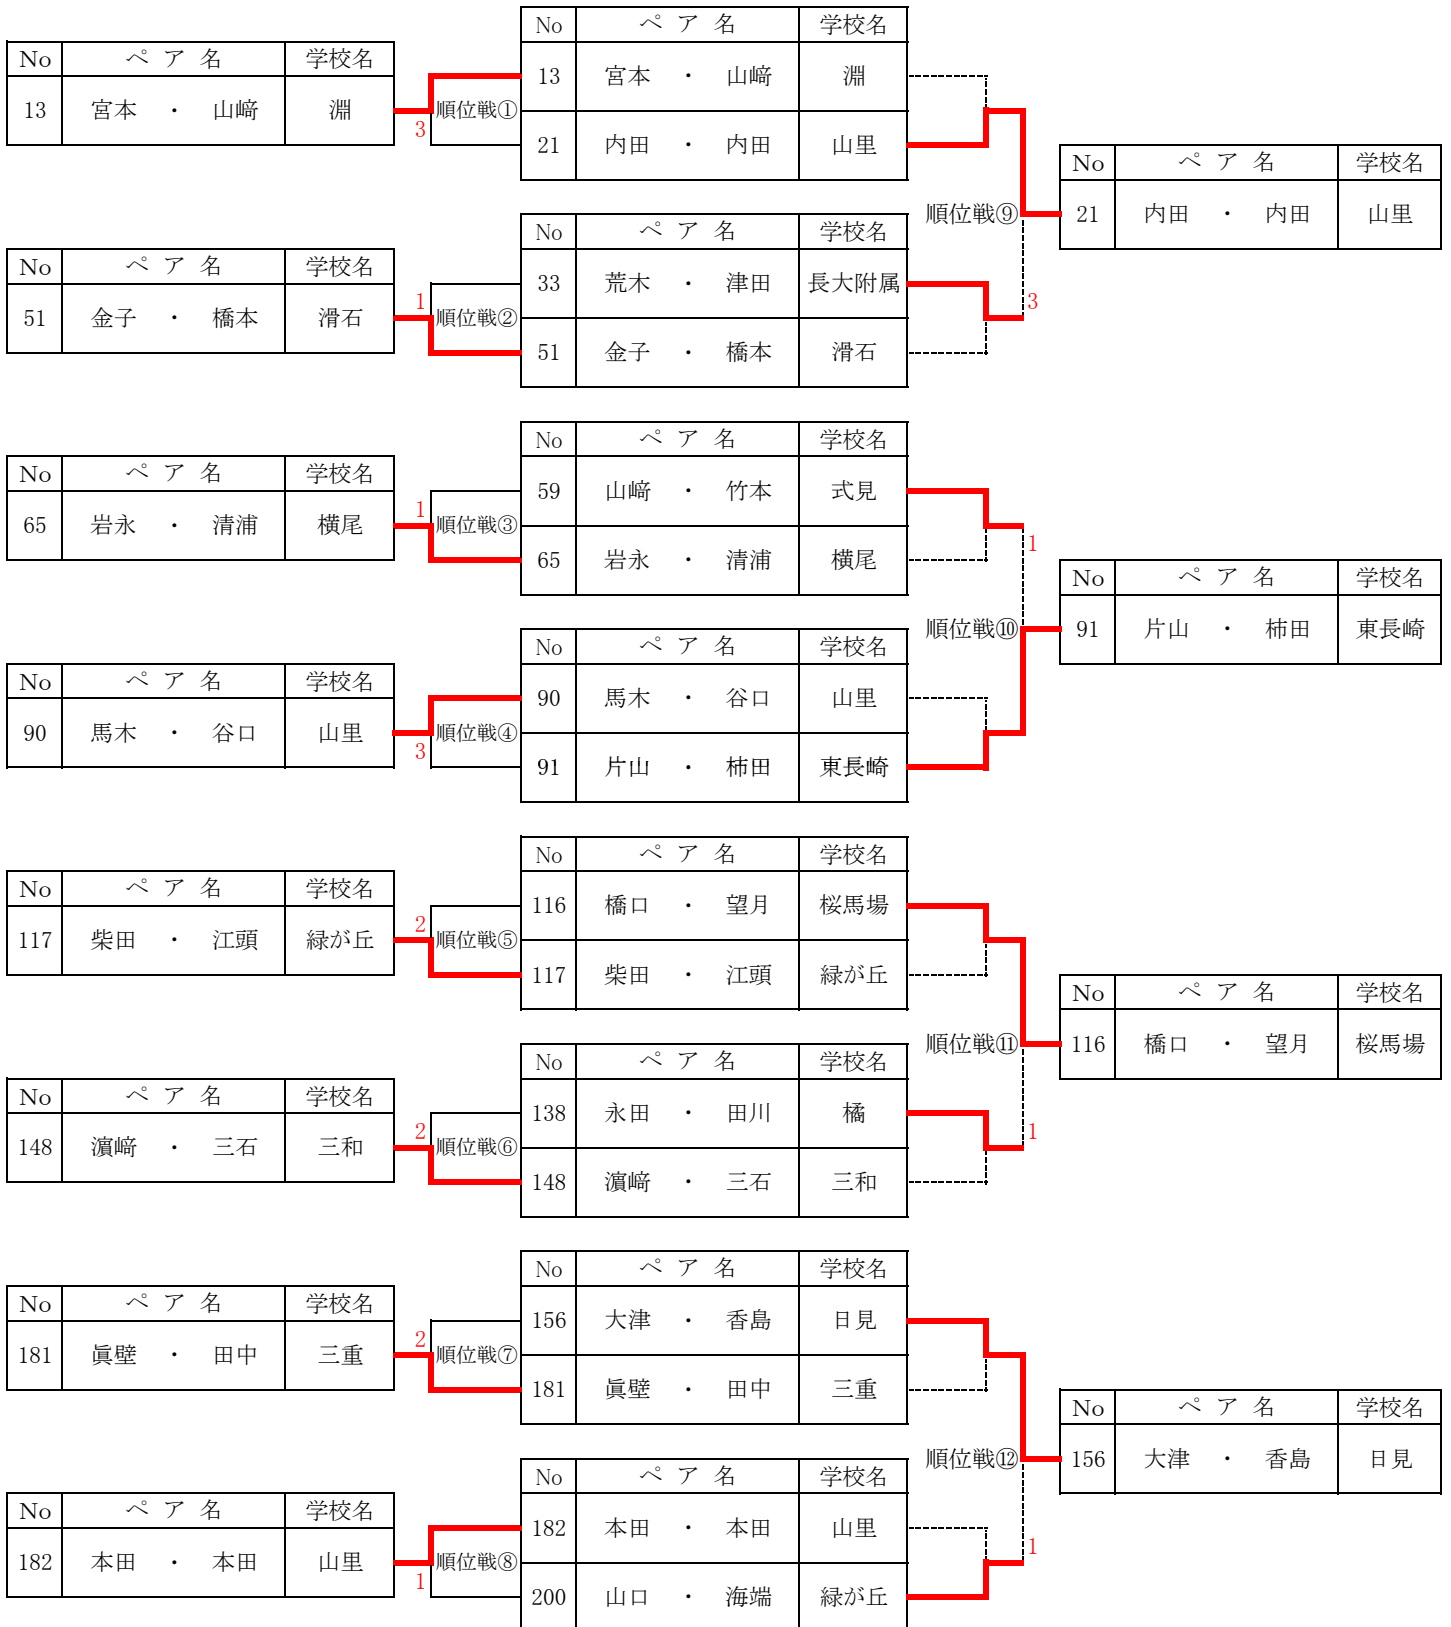 No ペア名 学校名
13 宮本 ・ 山﨑 淵
3
順位戦①
No ペア名 学校名
13 宮本 ・ 山﨑 淵
21 内田 ・ 内田 山里
No ペア名 学校名
51 金子 ・ 橋本 滑石
1
順位戦②
No ペア名 学校名
33 荒木 ・ 津田 長大附属
51 金子 ・ 橋本 滑石
順位戦⑨
3
No ペア名 学校名
21 内田 ・ 内田 山里
No ペア名 学校名
65 岩永 ・ 清浦 横尾
1
順位戦③
No ペア名 学校名
59 山﨑 ・ 竹本 式見
65 岩永 ・ 清浦 横尾
No ペア名 学校名
90 馬木 ・ 谷口 山里
3
順位戦④
No ペア名 学校名
90 馬木 ・ 谷口 山里
91 片山 ・ 柿田 東長崎
1
順位戦⑩
No ペア名 学校名
91 片山 ・ 柿田 東長崎
No ペア名 学校名
117 柴田 ・ 江頭 緑が丘
2
順位戦⑤
No ペア名 学校名
116 橋口 ・ 望月 桜馬場
117 柴田 ・ 江頭 緑が丘
No ペア名 学校名
148 濵﨑 ・ 三石 三和
2
順位戦⑥
No ペア名 学校名
138 永田 ・ 田川 橘
148 濵﨑 ・ 三石 三和
順位戦⑪
1
No ペア名 学校名
116 橋口 ・ 望月 桜馬場
No ペア名 学校名
181 眞壁 ・ 田中 三重
2
順位戦⑦
No ペア名 学校名
156 大津 ・ 香島 日見
181 眞壁 ・ 田中 三重
No ペア名 学校名
182 本田 ・ 本田 山里
1
順位戦⑧
No ペア名 学校名
182 本田 ・ 本田 山里
200 山口 ・ 海端 緑が丘
順位戦⑫
1
No ペア名 学校名
156 大津 ・ 香島 日見